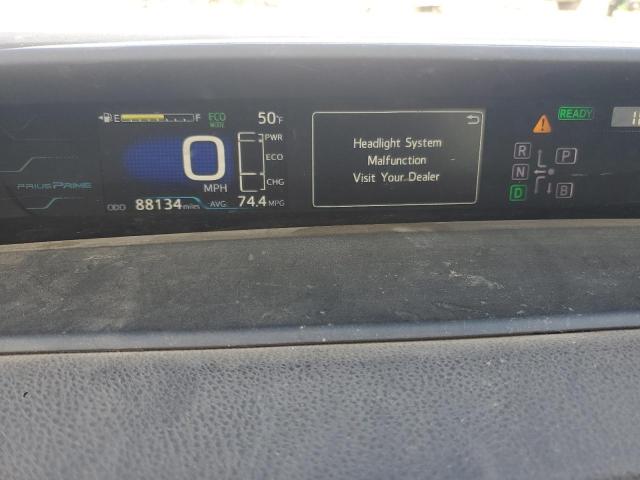 E F ECO MODE 50°F
PWR
ECO
CHG
0
MPH
PRIUS PRIME
ODO 88134 miles AVG. 74.4 MPG
Headlight System
Malfunction
Visit Your Dealer
READY
R P
N
D B